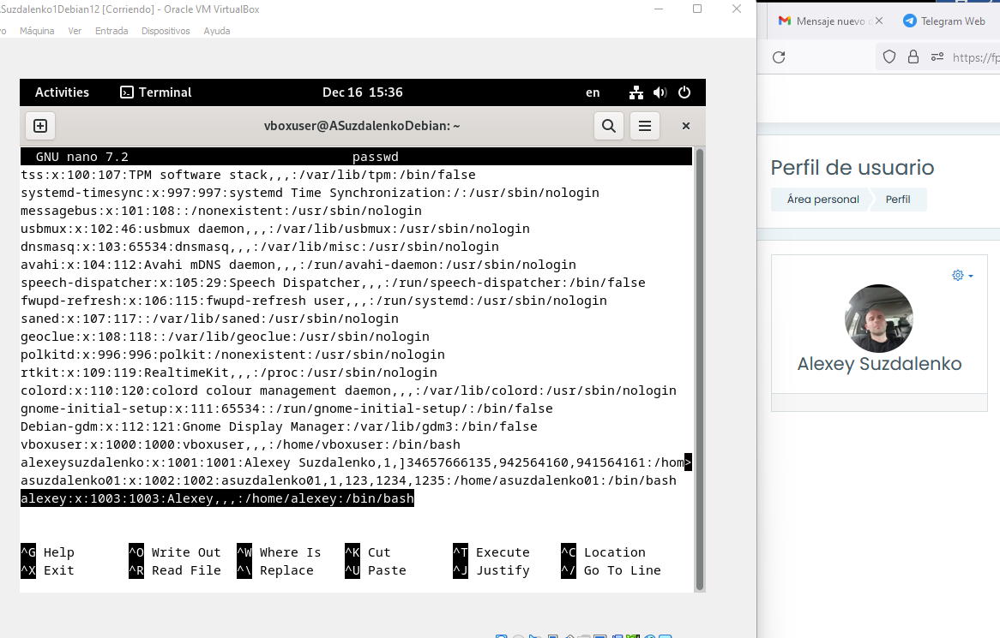 ASuzdalenko1Debian12 [Corriendo] - Oracle VM VirtualBox
Máquina Ver Entrada Dispositivos Ayuda
Activities Terminal Dec 16 15:36 en
vboxuser@ASuzdalenkoDebian: ~
GNU nano 7.2 passwd
tss:x:100:107:TPM software stack,,,:/var/lib/tpm:/bin/false
systemd-timesync:x:997:997:systemd Time Synchronization:/:/usr/sbin/nologin
messagebus:x:101:108::/nonexistent:/usr/sbin/nologin
usbmux:x:102:46:usbmux daemon,,,:/var/lib/usbmux:/usr/sbin/nologin
dnsmasq:x:103:65534:dnsmasq,,,:/var/lib/misc:/usr/sbin/nologin
avahi:x:104:112:Avahi mDNS daemon,,,:/run/avahi-daemon:/usr/sbin/nologin
speech-dispatcher:x:105:29:Speech Dispatcher,,,:/run/speech-dispatcher:/bin/false
fwupd-refresh:x:106:115:fwupd-refresh user,,,:/run/systemd:/usr/sbin/nologin
saned:x:107:117::/var/lib/saned:/usr/sbin/nologin
geoclue:x:108:118::/var/lib/geoclue:/usr/sbin/nologin
polkitd:x:996:996:polkit:/nonexistent:/usr/sbin/nologin
rtkit:x:109:119:RealtimeKit,,,:/proc:/usr/sbin/nologin
colord:x:110:120:colord colour management daemon,,,:/var/lib/colord:/usr/sbin/nologin
gnome-initial-setup:x:111:65534::/run/gnome-initial-setup/:/bin/false
Debian-gdm:x:112:121:Gnome Display Manager:/var/lib/gdm3:/bin/false
vboxuser:x:1000:1000:vboxuser,,,:/home/vboxuser:/bin/bash
alexeysuzdalenko:x:1001:1001:Alexey Suzdalenko,1,]34657666135,942564160,941564161:/hom>
asuzdalenko01:x:1002:1002:asuzdalenko01,1,123,1234,1235:/home/asuzdalenko01:/bin/bash
alexey:x:1003:1003:Alexey,,,:/home/alexey:/bin/bash
^G Help ^O Write Out ^W Where Is ^K Cut ^T Execute ^C Location
^X Exit ^R Read File ^\ Replace ^U Paste ^J Justify ^/ Go To Line
Mensaje nuevo Telegram Web
https://fp
Perfil de usuario
Área personal Perfil
Alexey Suzdalenko